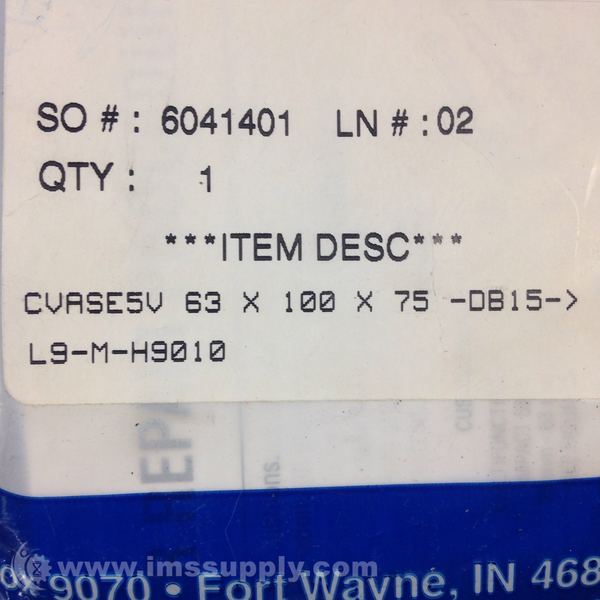 SO #: 6041401 LN #:02
QTY: 1
***ITEM DESC***
CVASE5V 63 X 100 X 75 -DB15->
L9-M-H9010
REPA
www.imssupply.com
9070 • Fort Wayne, IN 468